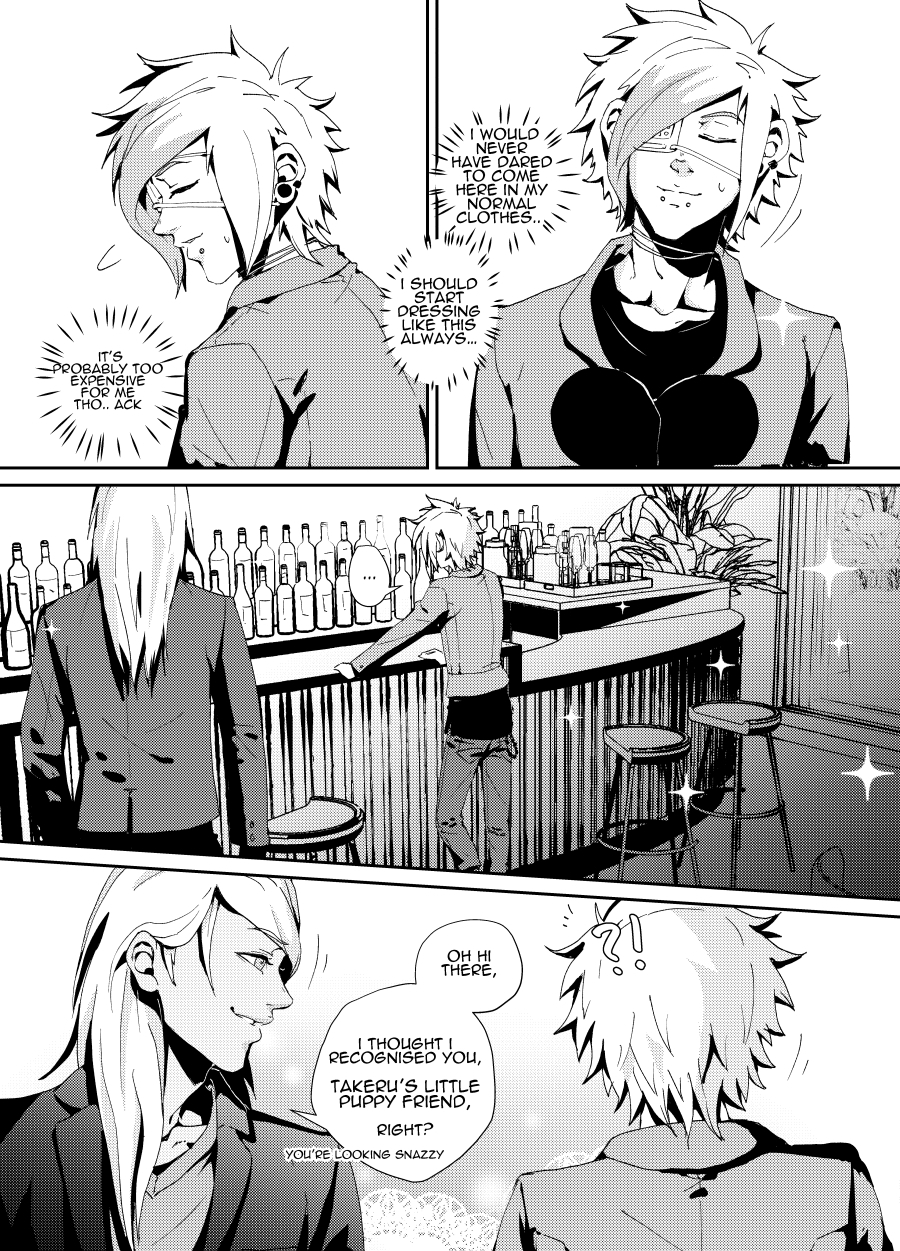 I WOULD
NEVER
HAVE DARED
TO COME
HERE IN MY
NORMAL
CLOTHES..
I SHOULD
START
DRESSING
LIKE THIS
ALWAYS...
IT'S
PROBABLY TOO
EXPENSIVE
FOR ME
THO.. ACK
...
OH HI
THERE,
?!
I THOUGHT I
RECOGNISED YOU,
TAKERU'S LITTLE
PUPPY FRIEND,
RIGHT?
YOU'RE LOOKING SNAZZY